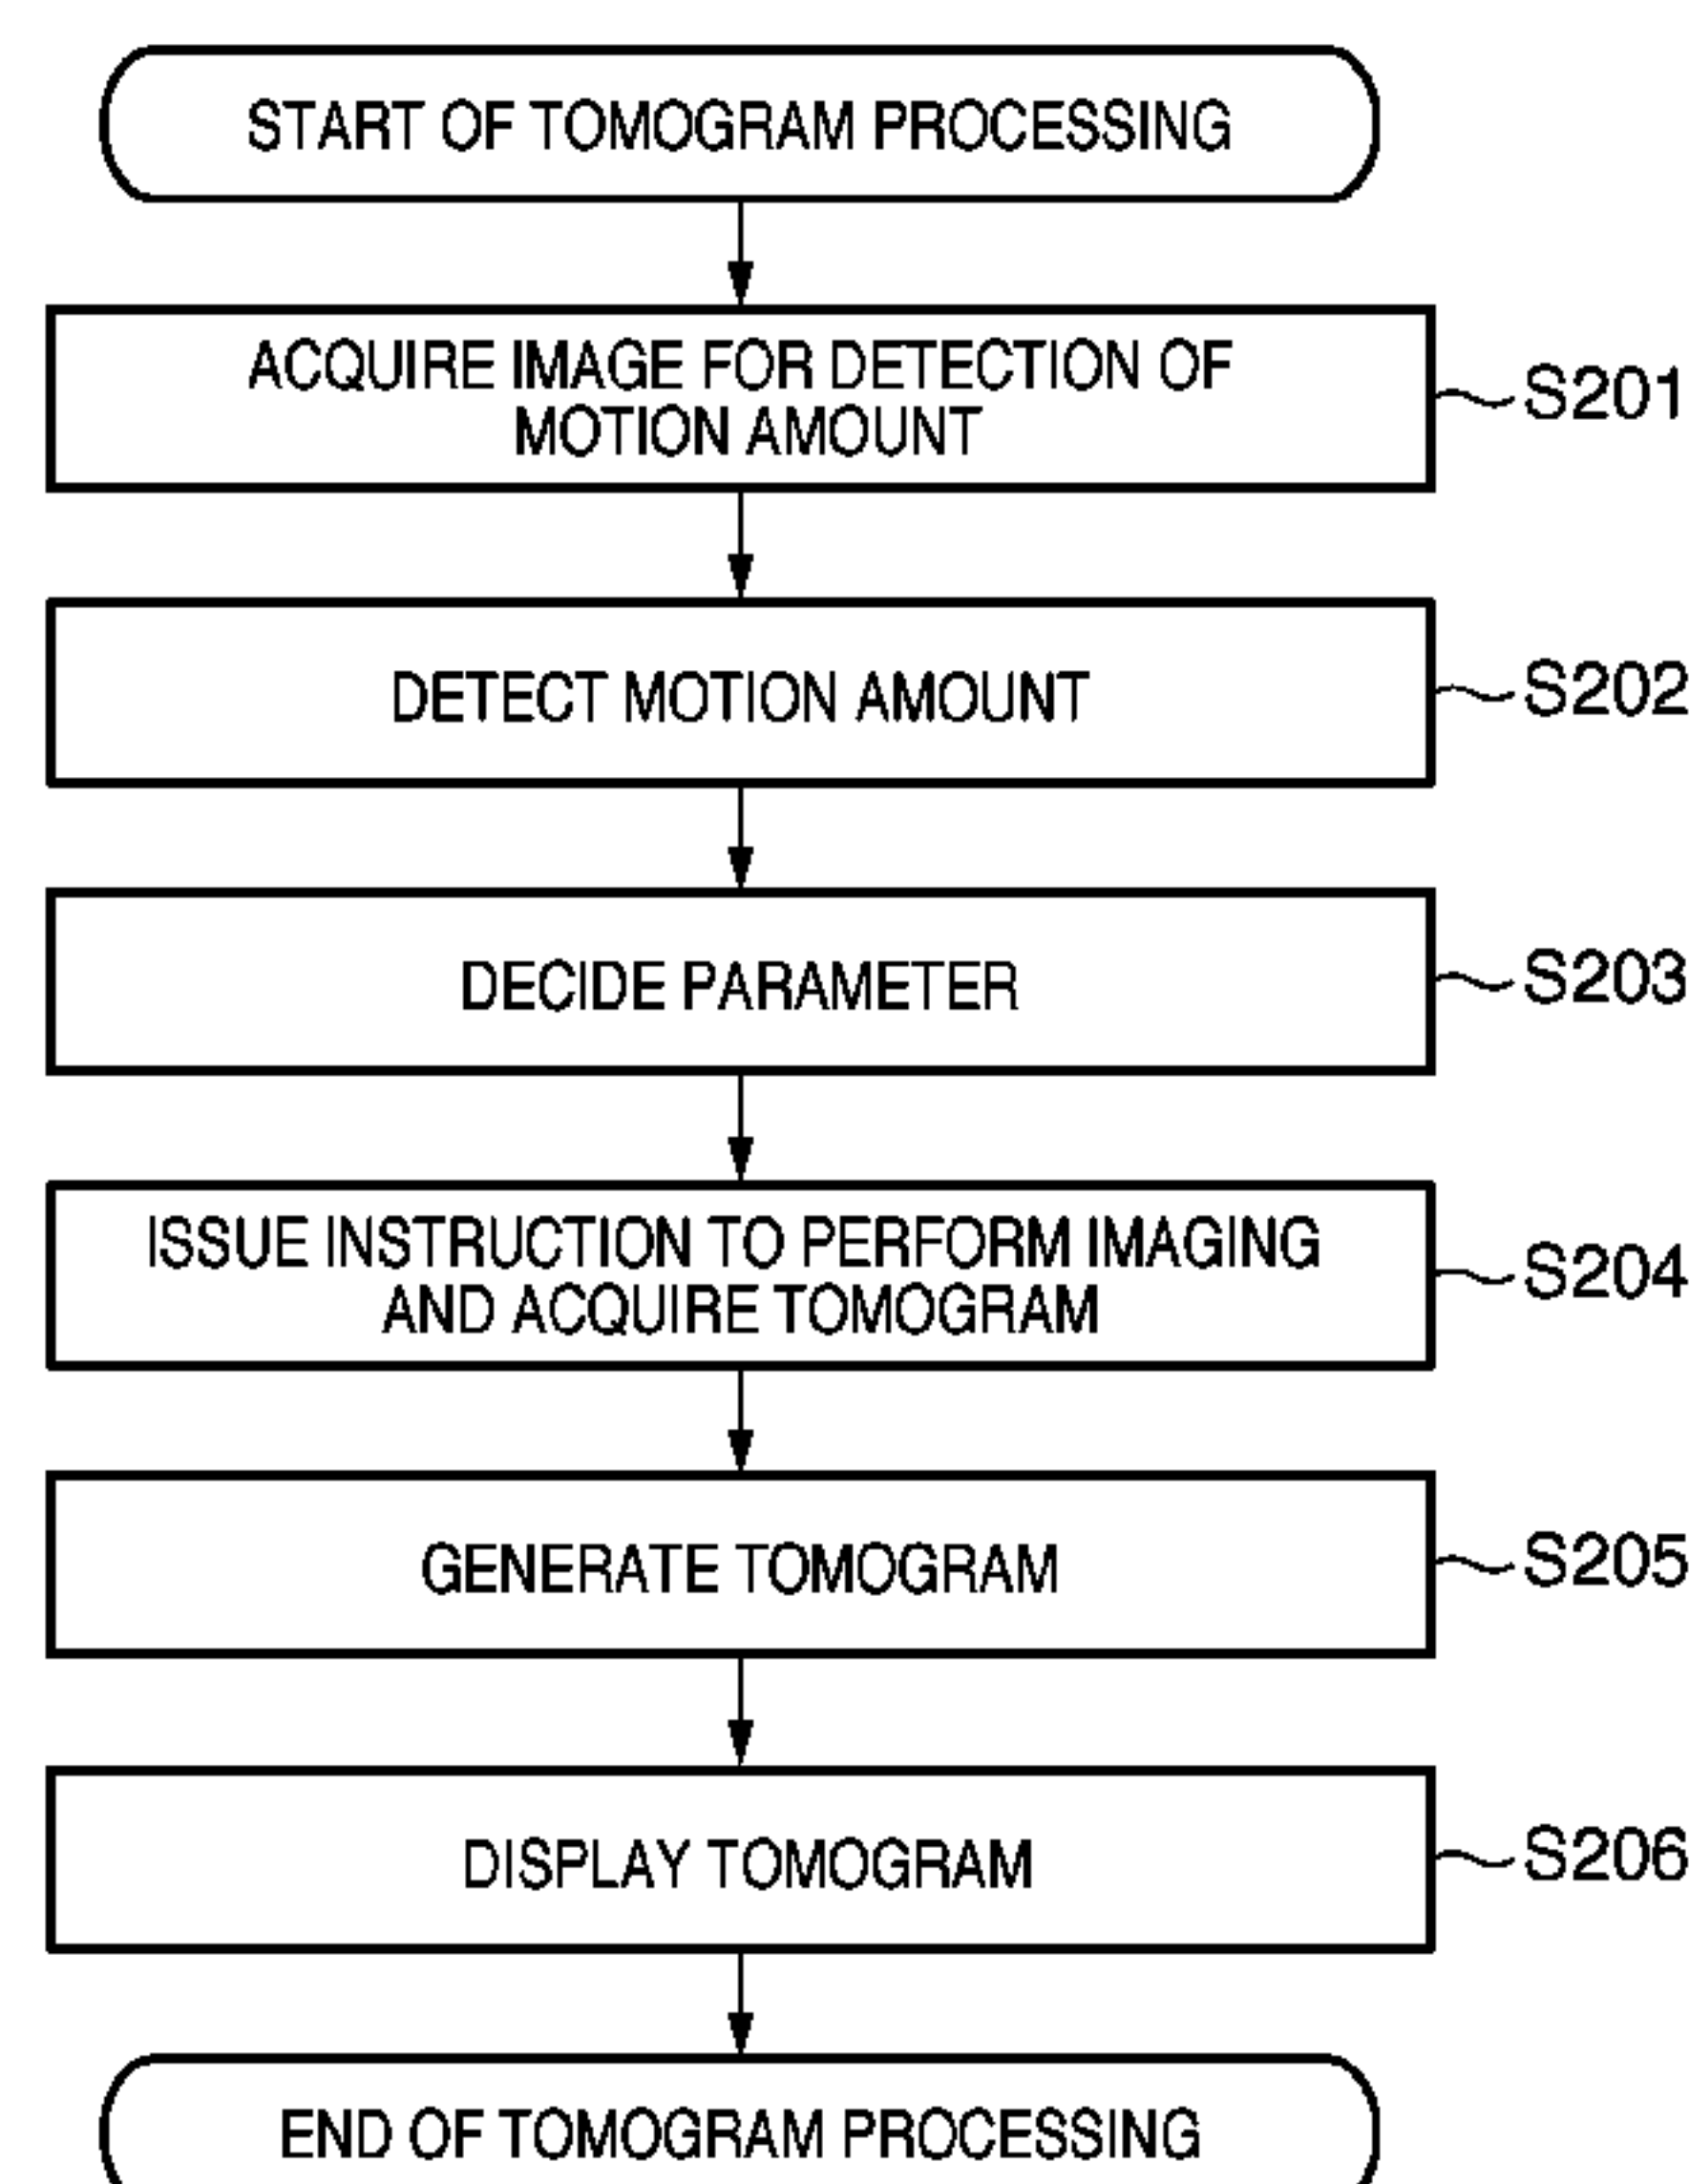 START OF TOMOGRAM PROCESSING
ACQUIRE IMAGE FOR DETECTION OF
MOTION AMOUNT
S201
DETECT MOTION AMOUNT
S202
DECIDE PARAMETER
S203
ISSUE INSTRUCTION TO PERFORM IMAGING
AND ACQUIRE TOMOGRAM
S204
GENERATE TOMOGRAM
S205
DISPLAY TOMOGRAM
S206
END OF TOMOGRAM PROCESSING